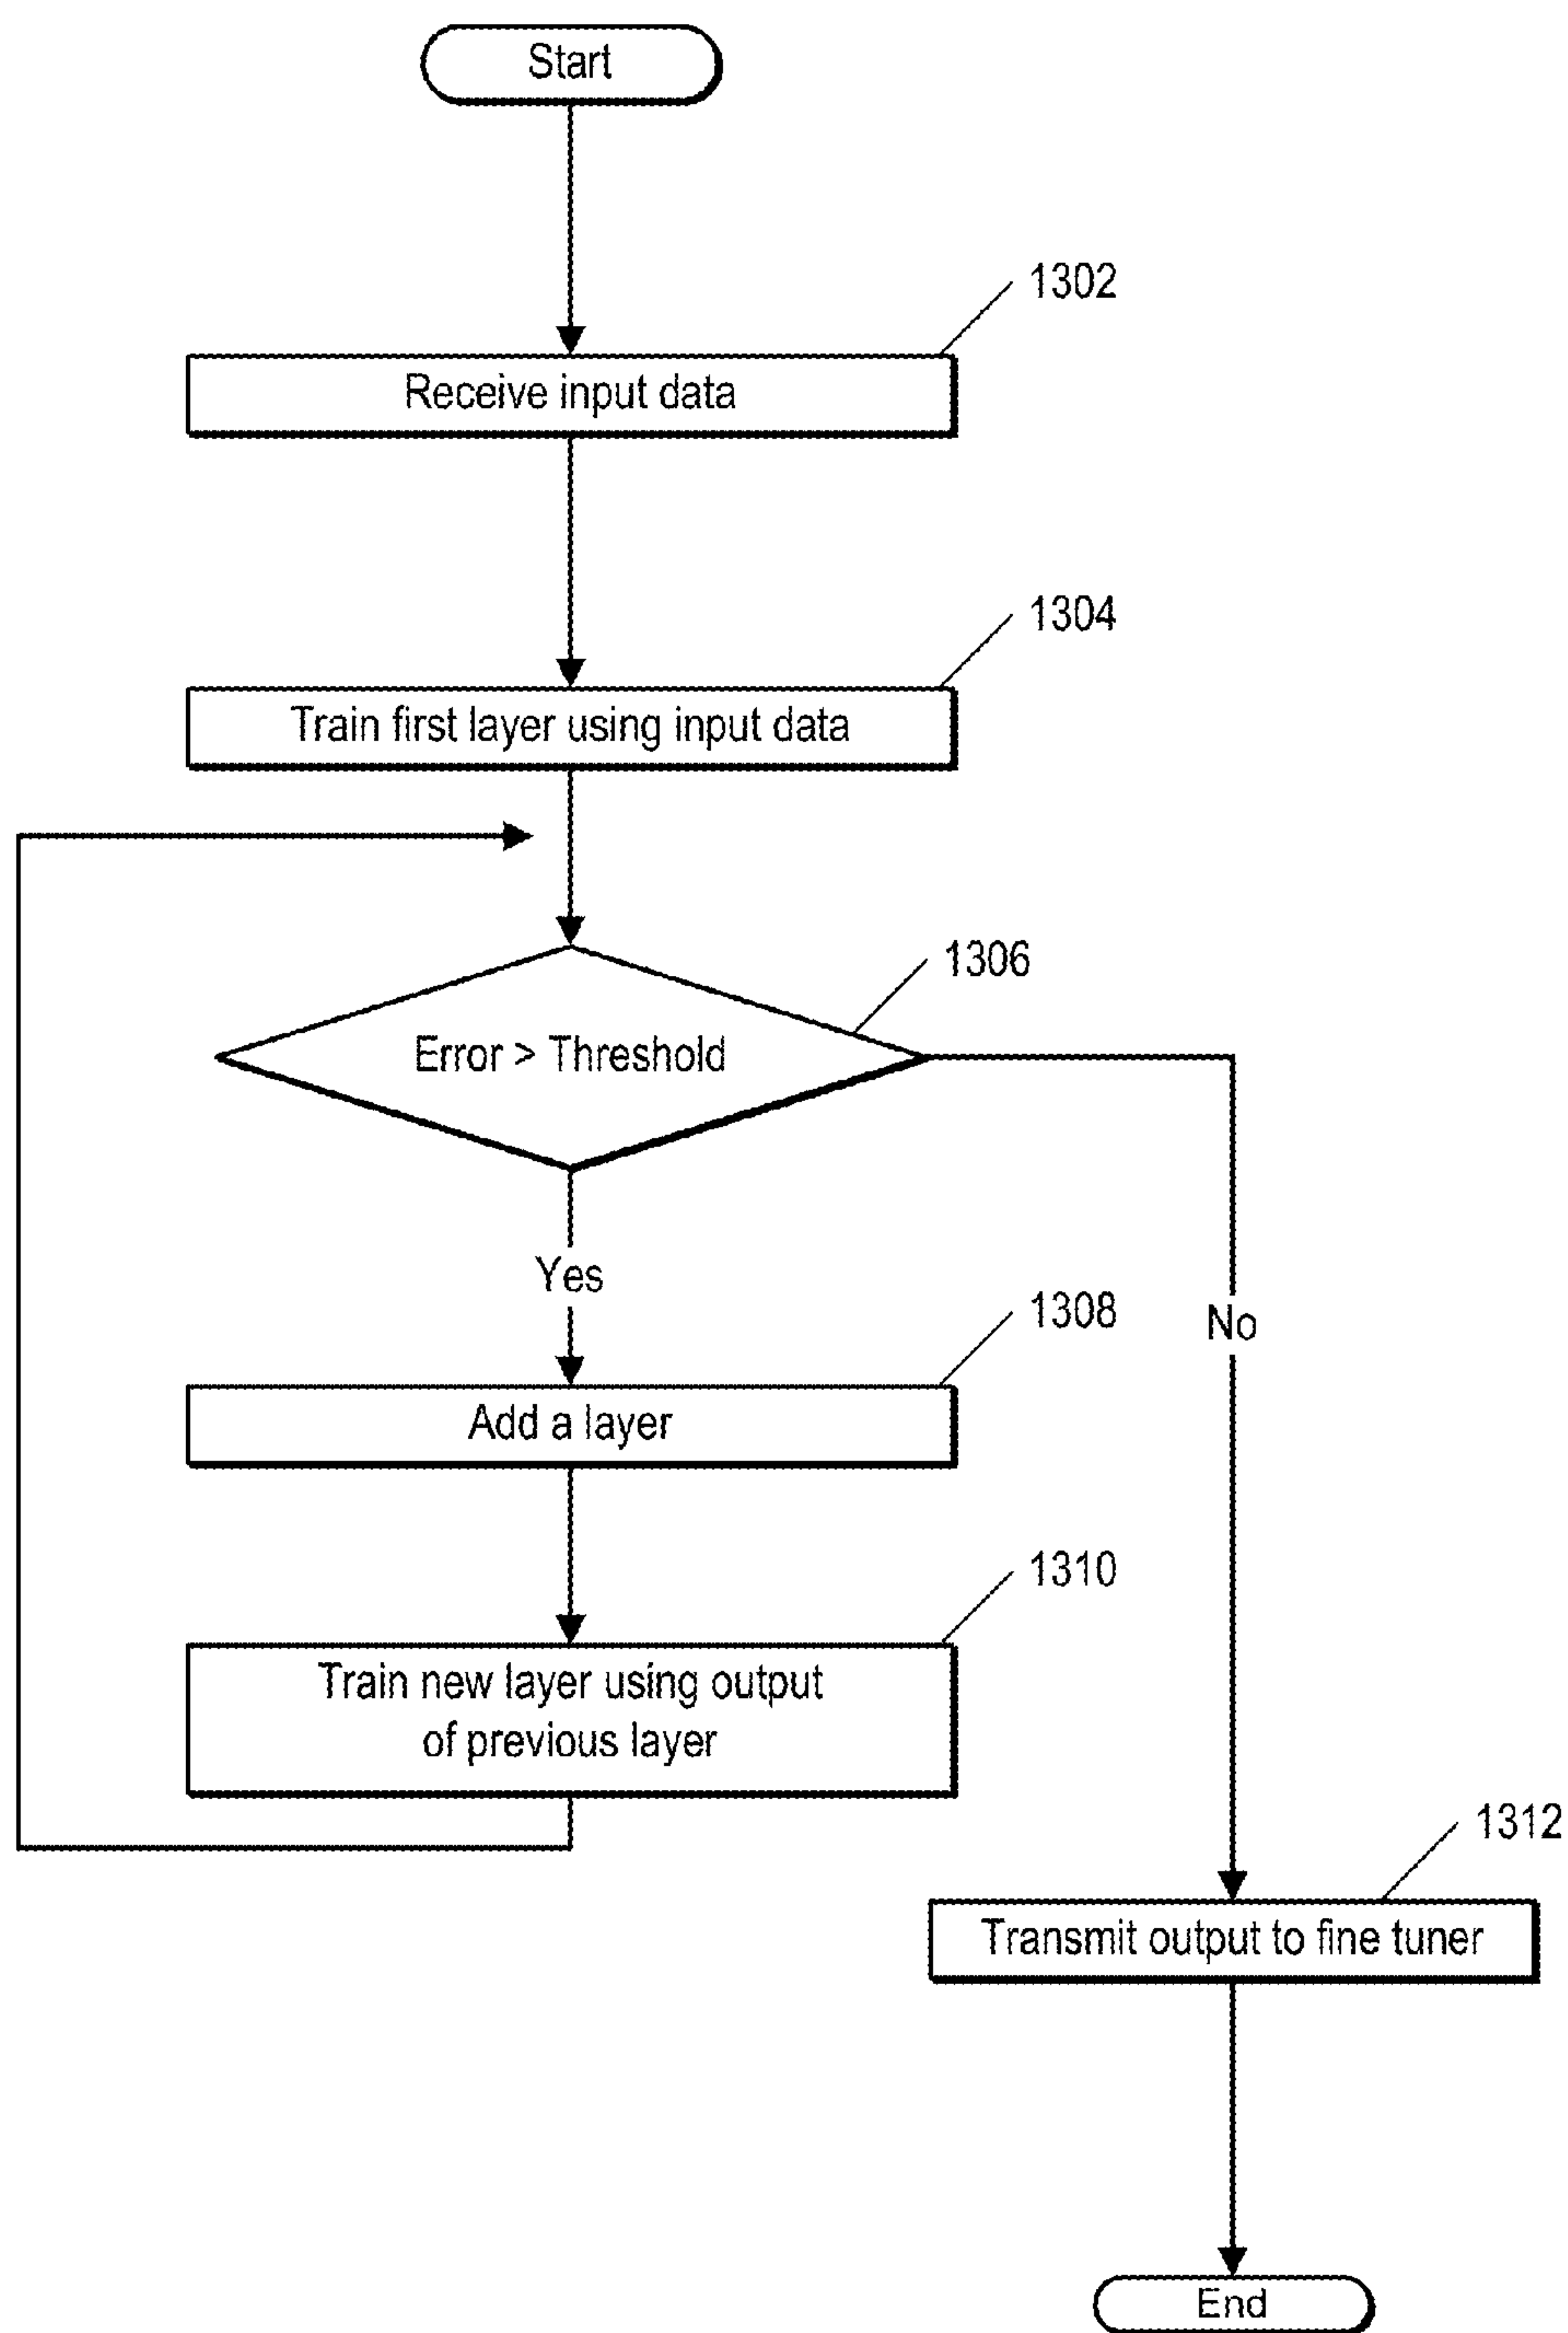 Start
1302
Receive input data
1304
Train first layer using input data
1306
Error > Threshold
Yes
No
1308
Add a layer
1310
Train new layer using output
of previous layer
1312
Transmit output to fine tuner
End